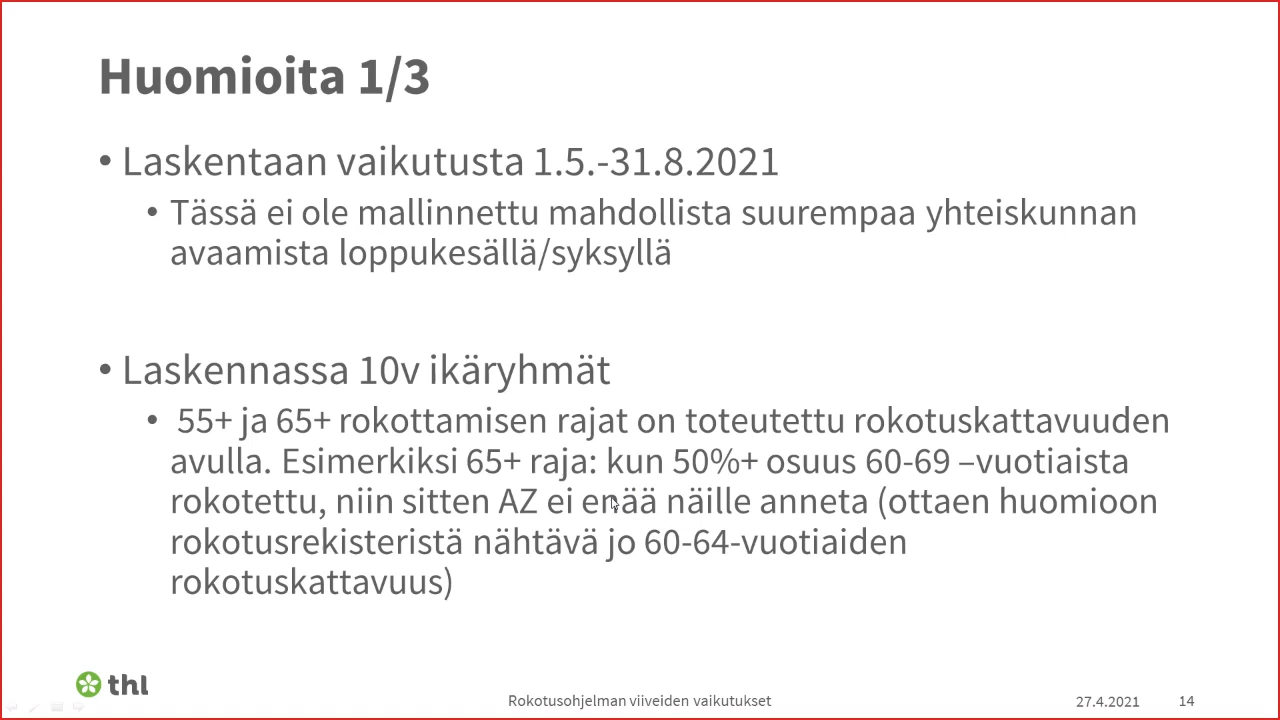 Huomioita 1/3
• Laskentaan vaikutusta 1.5.-31.8.2021
• Tässä ei ole mallinnettu mahdollista suurempaa yhteiskunnan
avaamista loppukesällä/syksyllä
• Laskennassa 10v ikäryhmät
• 55+ ja 65+ rokottamisen rajat on toteutettu rokotuskattavuuden
avulla. Esimerkiksi 65+ raja: kun 50%+ osuus 60-69 –vuotiaista
rokotettu, niin sitten AZ ei enää näille anneta (ottaen huomioon
rokotusrekisteristä nähtävä jo 60-64-vuotiaiden
rokotuskattavuus)
thl
Rokotusohjelman viiveiden vaikutukset
27.4.2021
14